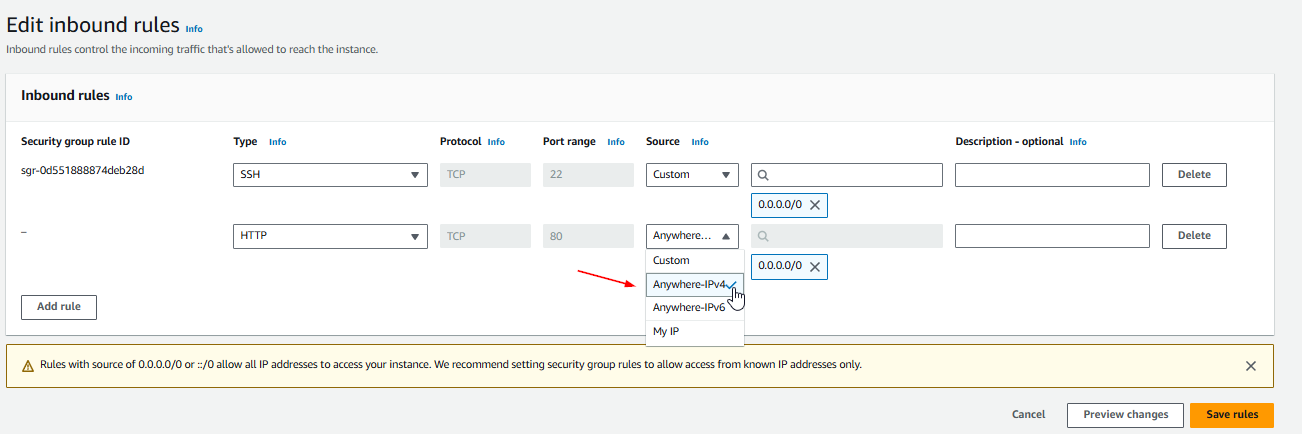 Edit inbound rules Info
Inbound rules control the incoming traffic that's allowed to reach the instance.
Inbound rules Info
Security group rule ID Type Info Protocol Info Port range Info Source Info Description - optional Info
sgr-0d551888874deb28d SSH TCP 22 Custom Delete
0.0.0.0/0
– HTTP TCP 80 Anywhere... Delete
Custom 0.0.0.0/0
Anywhere-IPv4
Anywhere-IPv6
Add rule
My IP
Rules with source of 0.0.0.0/0 or ::/0 allow all IP addresses to access your instance. We recommend setting security group rules to allow access from known IP addresses only.
Cancel Preview changes Save rules